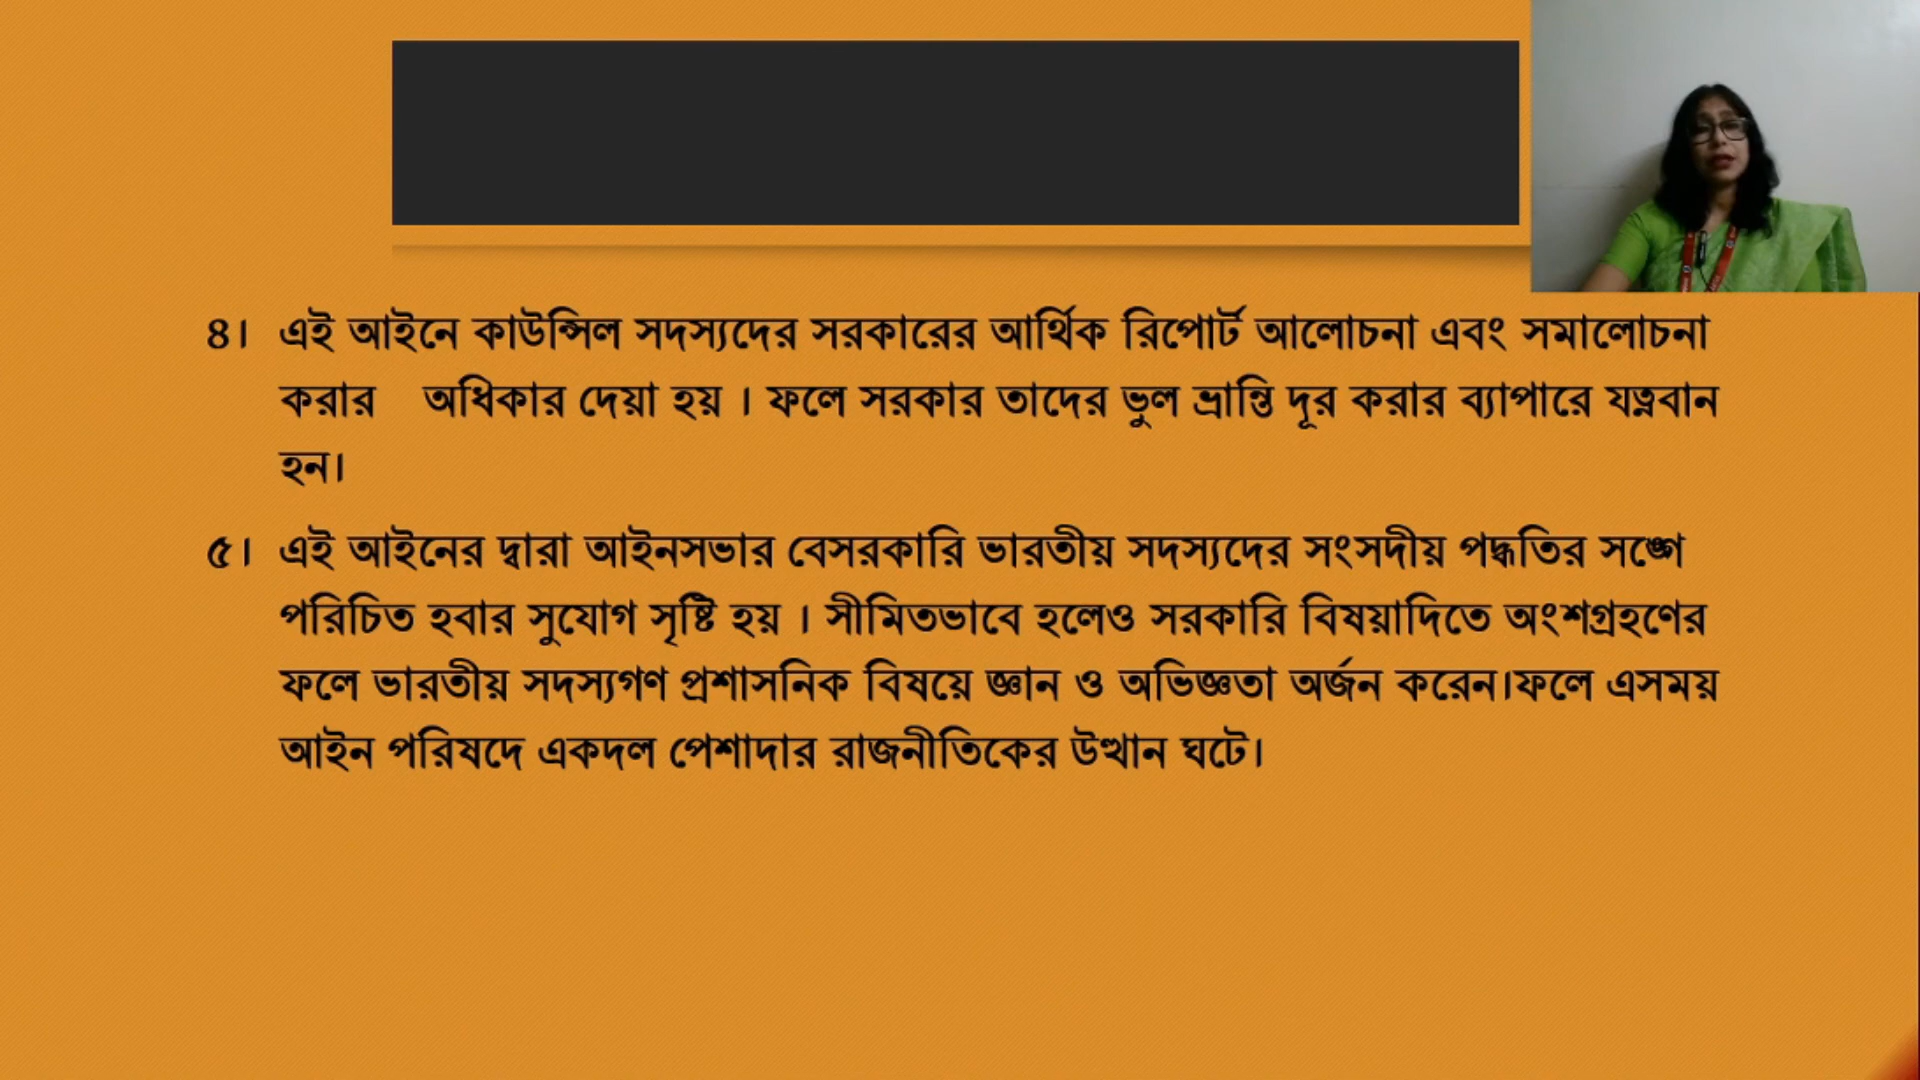 ৪। এই আইনে কাউন্সিল সদস্যদের সরকারের আর্থিক রিপোর্ট আলোচনা এবং সমালোচনা
করার অধিকার দেয়া হয় । ফলে সরকার তাদের ভুল ভ্রান্তি দূর করার ব্যাপারে যত্নবান
হন।
৫। এই আইনের দ্বারা আইনসভার বেসরকারি ভারতীয় সদস্যদের সংসদীয় পদ্ধতির সঙ্গে
পরিচিত হবার সুযোগ সৃষ্টি হয় । সীমিতভাবে হলেও সরকারি বিষয়াদিতে অংশগ্রহণের
ফলে ভারতীয় সদস্যগণ প্রশাসনিক বিষয়ে জ্ঞান ও অভিজ্ঞতা অর্জন করেন।ফলে এসময়
আইন পরিষদে একদল পেশাদার রাজনীতিকের উত্থান ঘটে।